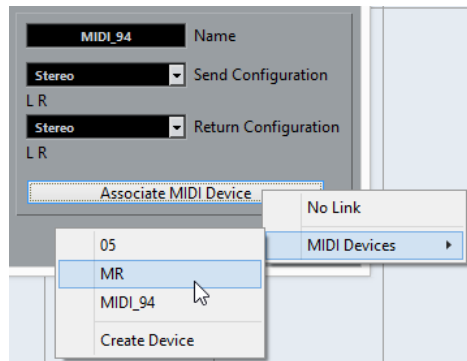 MIDI_94 Name
Stereo Send Configuration
L R
Stereo Return Configuration
L R
Associate MIDI Device
No Link
MIDI Devices
05
MR
MIDI_94
Create Device